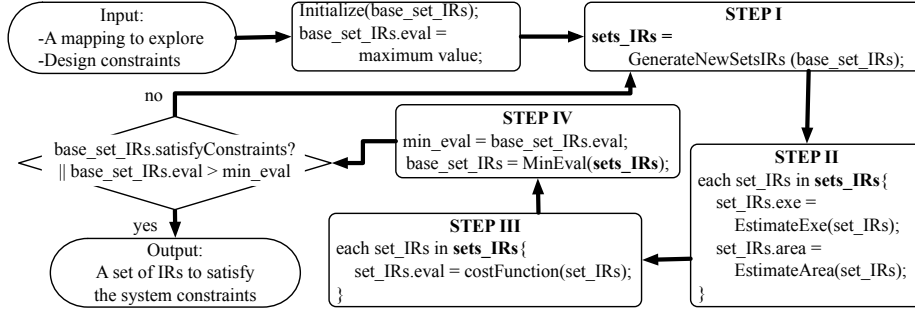 Input:
-A mapping to explore
-Design constraints
Initialize(base_set_IRs);
base_set_IRs.eval =
maximum value;
STEP I
sets_IRs =
GenerateNewSetsIRs (base_set_IRs);
STEP II
each set_IRs in sets_IRs{
set_IRs.exe =
EstimateExe(set_IRs);
set_IRs.area =
EstimateArea(set_IRs);
}
STEP III
each set_IRs in sets_IRs{
set_IRs.eval = costFunction(set_IRs);
}
STEP IV
min_eval = base_set_IRs.eval;
base_set_IRs = MinEval(sets_IRs);
no
base_set_IRs.satisfyConstraints?
|| base_set_IRs.eval > min_eval
yes
Output:
A set of IRs to satisfy
the system constraints